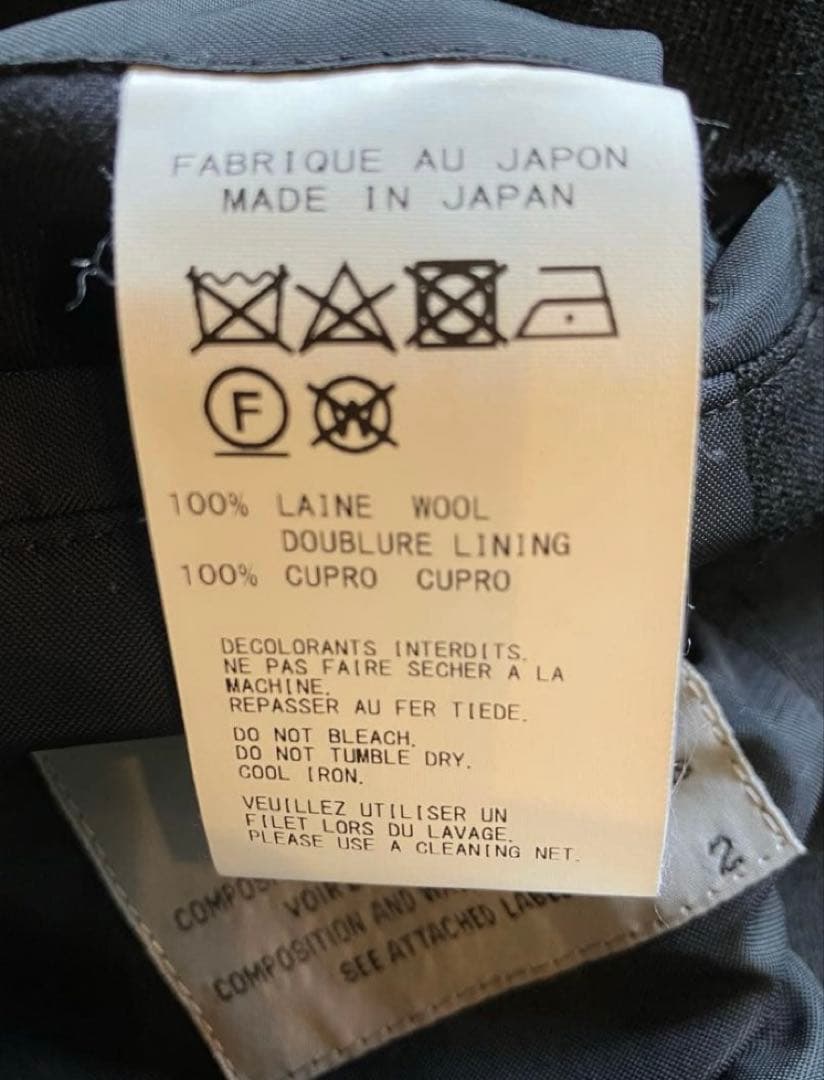 FABRIQUE AU JAPON
MADE IN JAPAN
F W
100% LAINE WOOL
DOUBLURE LINING
100% CUPRO CUPRO
DECOLORANTS INTERDITS.
NE PAS FAIRE SECHER A LA
MACHINE.
REPASSER AU FER TIEDE.
DO NOT BLEACH.
DO NOT TUMBLE DRY.
COOL IRON.
VEUILLEZ UTILISER UN
FILET LORS DU LAVAGE.
PLEASE USE A CLEANING NET.
2
VOIR
COMPOSITION AND
SEE ATTACHED